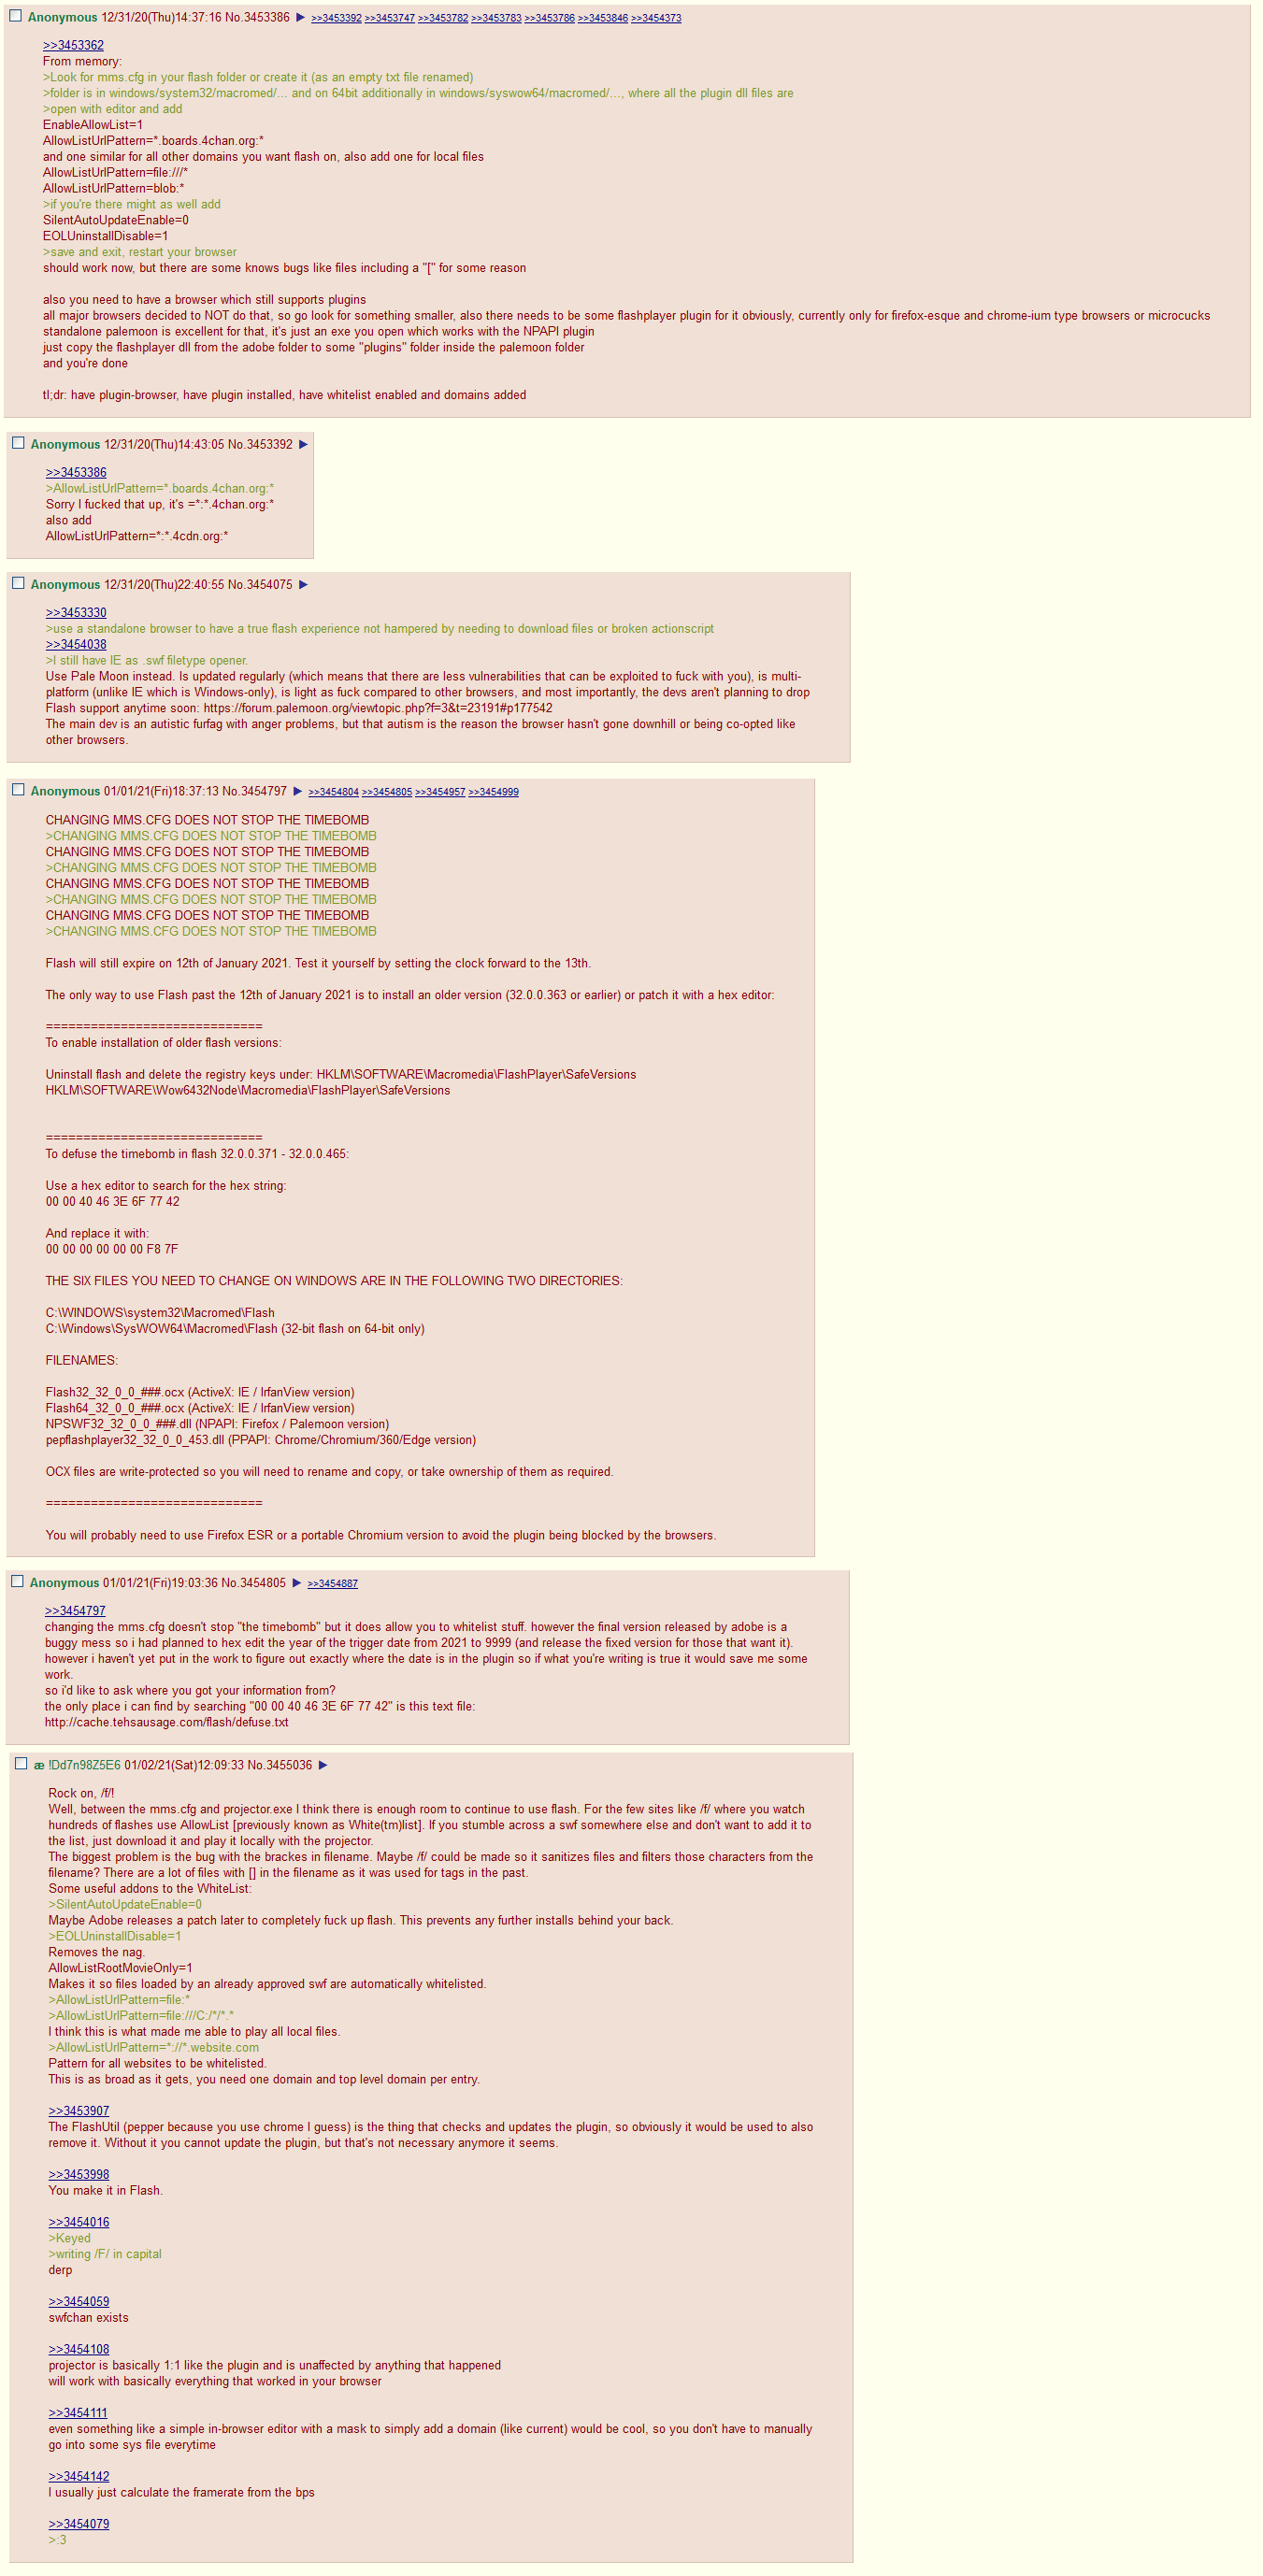 Anonymous 12/31/20(Thu)14:37:16 No.3453386 ▶ >>3453392 >>3453747 >>3453782 >>3453783 >>3453786 >>3453846 >>3454373
>>3453362
From memory:
>Look for mms.cfg in your flash folder or create it (as an empty txt file renamed)
>folder is in windows/system32/macromed/... and on 64bit additionally in windows/syswow64/macromed/..., where all the plugin dll files are
>open with editor and add
EnableAllowList=1
AllowListUrlPattern=*.boards.4chan.org:*
and one similar for all other domains you want flash on, also add one for local files
AllowListUrlPattern=file:///*
AllowListUrlPattern=blob:*
>if you're there might as well add
SilentAutoUpdateEnable=0
EOLUninstallDisable=1
>save and exit, restart your browser
should work now, but there are some knows bugs like files including a "[" for some reason
also you need to have a browser which still supports plugins
all major browsers decided to NOT do that, so go look for something smaller, also there needs to be some flashplayer plugin for it obviously, currently only for firefox-esque and chrome-ium type browsers or microcucks
standalone palemoon is excellent for that, it's just an exe you open which works with the NPAPI plugin
just copy the flashplayer dll from the adobe folder to some "plugins" folder inside the palemoon folder
and you're done
tl;dr: have plugin-browser, have plugin installed, have whitelist enabled and domains added
Anonymous 12/31/20(Thu)14:43:05 No.3453392 ▶
>>3453386
>AllowListUrlPattern=*.boards.4chan.org:*
Sorry I fucked that up, it's =*:*.4chan.org:*
also add
AllowListUrlPattern=*:*.4cdn.org:*
Anonymous 12/31/20(Thu)22:40:55 No.3454075 ▶
>>3453330
>use a standalone browser to have a true flash experience not hampered by needing to download files or broken actionscript
>>3454038
>I still have IE as .swf filetype opener.
Use Pale Moon instead. Is updated regularly (which means that there are less vulnerabilities that can be exploited to fuck with you), is multi-
platform (unlike IE which is Windows-only), is light as fuck compared to other browsers, and most importantly, the devs aren't planning to drop
Flash support anytime soon: https://forum.palemoon.org/viewtopic.php?f=3&t=23191#p177542
The main dev is an autistic furfag with anger problems, but that autism is the reason the browser hasn't gone downhill or being co-opted like
other browsers.
Anonymous 01/01/21(Fri)18:37:13 No.3454797 ▶ >>3454804 >>3454805 >>3454957 >>3454999
CHANGING MMS.CFG DOES NOT STOP THE TIMEBOMB
>CHANGING MMS.CFG DOES NOT STOP THE TIMEBOMB
CHANGING MMS.CFG DOES NOT STOP THE TIMEBOMB
>CHANGING MMS.CFG DOES NOT STOP THE TIMEBOMB
CHANGING MMS.CFG DOES NOT STOP THE TIMEBOMB
>CHANGING MMS.CFG DOES NOT STOP THE TIMEBOMB
CHANGING MMS.CFG DOES NOT STOP THE TIMEBOMB
>CHANGING MMS.CFG DOES NOT STOP THE TIMEBOMB
Flash will still expire on 12th of January 2021. Test it yourself by setting the clock forward to the 13th.
The only way to use Flash past the 12th of January 2021 is to install an older version (32.0.0.363 or earlier) or patch it with a hex editor:
=============================
To enable installation of older flash versions:
Uninstall flash and delete the registry keys under: HKLM\SOFTWARE\Macromedia\FlashPlayer\SafeVersions
HKLM\SOFTWARE\Wow6432Node\Macromedia\FlashPlayer\SafeVersions
=============================
To defuse the timebomb in flash 32.0.0.371 - 32.0.0.465:
Use a hex editor to search for the hex string:
00 00 40 46 3E 6F 77 42
And replace it with:
00 00 00 00 00 00 F8 7F
THE SIX FILES YOU NEED TO CHANGE ON WINDOWS ARE IN THE FOLLOWING TWO DIRECTORIES:
C:\WINDOWS\system32\Macromed\Flash
C:\Windows\SysWOW64\Macromed\Flash (32-bit flash on 64-bit only)
FILENAMES:
Flash32_32_0_0_###.ocx (ActiveX: IE / IrfanView version)
Flash64_32_0_0_###.ocx (ActiveX: IE / IrfanView version)
NPSWF32_32_0_0_###.dll (NPAPI: Firefox / Palemoon version)
pepflashplayer32_32_0_0_453.dll (PPAPI: Chrome/Chromium/360/Edge version)
OCX files are write-protected so you will need to rename and copy, or take ownership of them as required.
=============================
You will probably need to use Firefox ESR or a portable Chromium version to avoid the plugin being blocked by the browsers.
Anonymous 01/01/21(Fri)19:03:36 No.3454805 ▶ >>3454887
>>3454797
changing the mms.cfg doesn't stop "the timebomb" but it does allow you to whitelist stuff. however the final version released by adobe is a
buggy mess so i had planned to hex edit the year of the trigger date from 2021 to 9999 (and release the fixed version for those that want it).
however i haven't yet put in the work to figure out exactly where the date is in the plugin so if what you're writing is true it would save me some
work.
so i'd like to ask where you got your information from?
the only place i can find by searching "00 00 40 46 3E 6F 77 42" is this text file:
http://cache.tehsausage.com/flash/defuse.txt
æ !Dd7n98Z5E6 01/02/21(Sat)12:09:33 No.3455036 ▶
Rock on, /f/!
Well, between the mms.cfg and projector.exe I think there is enough room to continue to use flash. For the few sites like /f/ where you watch
hundreds of flashes use AllowList [previously known as White(tm)list]. If you stumble across a swf somewhere else and don't want to add it to
the list, just download it and play it locally with the projector.
The biggest problem is the bug with the brackes in filename. Maybe /f/ could be made so it sanitizes files and filters those characters from the
filename? There are a lot of files with [] in the filename as it was used for tags in the past.
Some useful addons to the WhiteList:
>SilentAutoUpdateEnable=0
Maybe Adobe releases a patch later to completely fuck up flash. This prevents any further installs behind your back.
>EOLUninstallDisable=1
Removes the nag.
AllowListRootMovieOnly=1
Makes it so files loaded by an already approved swf are automatically whitelisted.
>AllowListUrlPattern=file:*
>AllowListUrlPattern=file:///C:/*/*.*
I think this is what made me able to play all local files.
>AllowListUrlPattern=*://*.website.com
Pattern for all websites to be whitelisted.
This is as broad as it gets, you need one domain and top level domain per entry.
>>3453907
The FlashUtil (pepper because you use chrome I guess) is the thing that checks and updates the plugin, so obviously it would be used to also
remove it. Without it you cannot update the plugin, but that's not necessary anymore it seems.
>>3453998
You make it in Flash.
>>3454016
>Keyed
>writing /F/ in capital
derp
>>3454059
swfchan exists
>>3454108
projector is basically 1:1 like the plugin and is unaffected by anything that happened
will work with basically everything that worked in your browser
>>3454111
even something like a simple in-browser editor with a mask to simply add a domain (like current) would be cool, so you don't have to manually
go into some sys file everytime
>>3454142
I usually just calculate the framerate from the bps
>>3454079
>:3